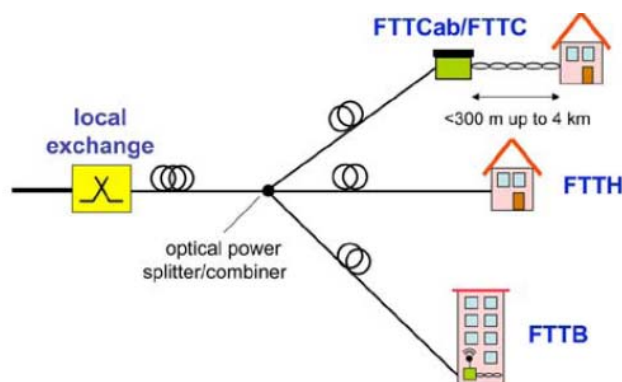 FTTCab/FTTC
local
exchange
<300 m up to 4 km
FTTH
optical power
splitter/combiner
FTTB